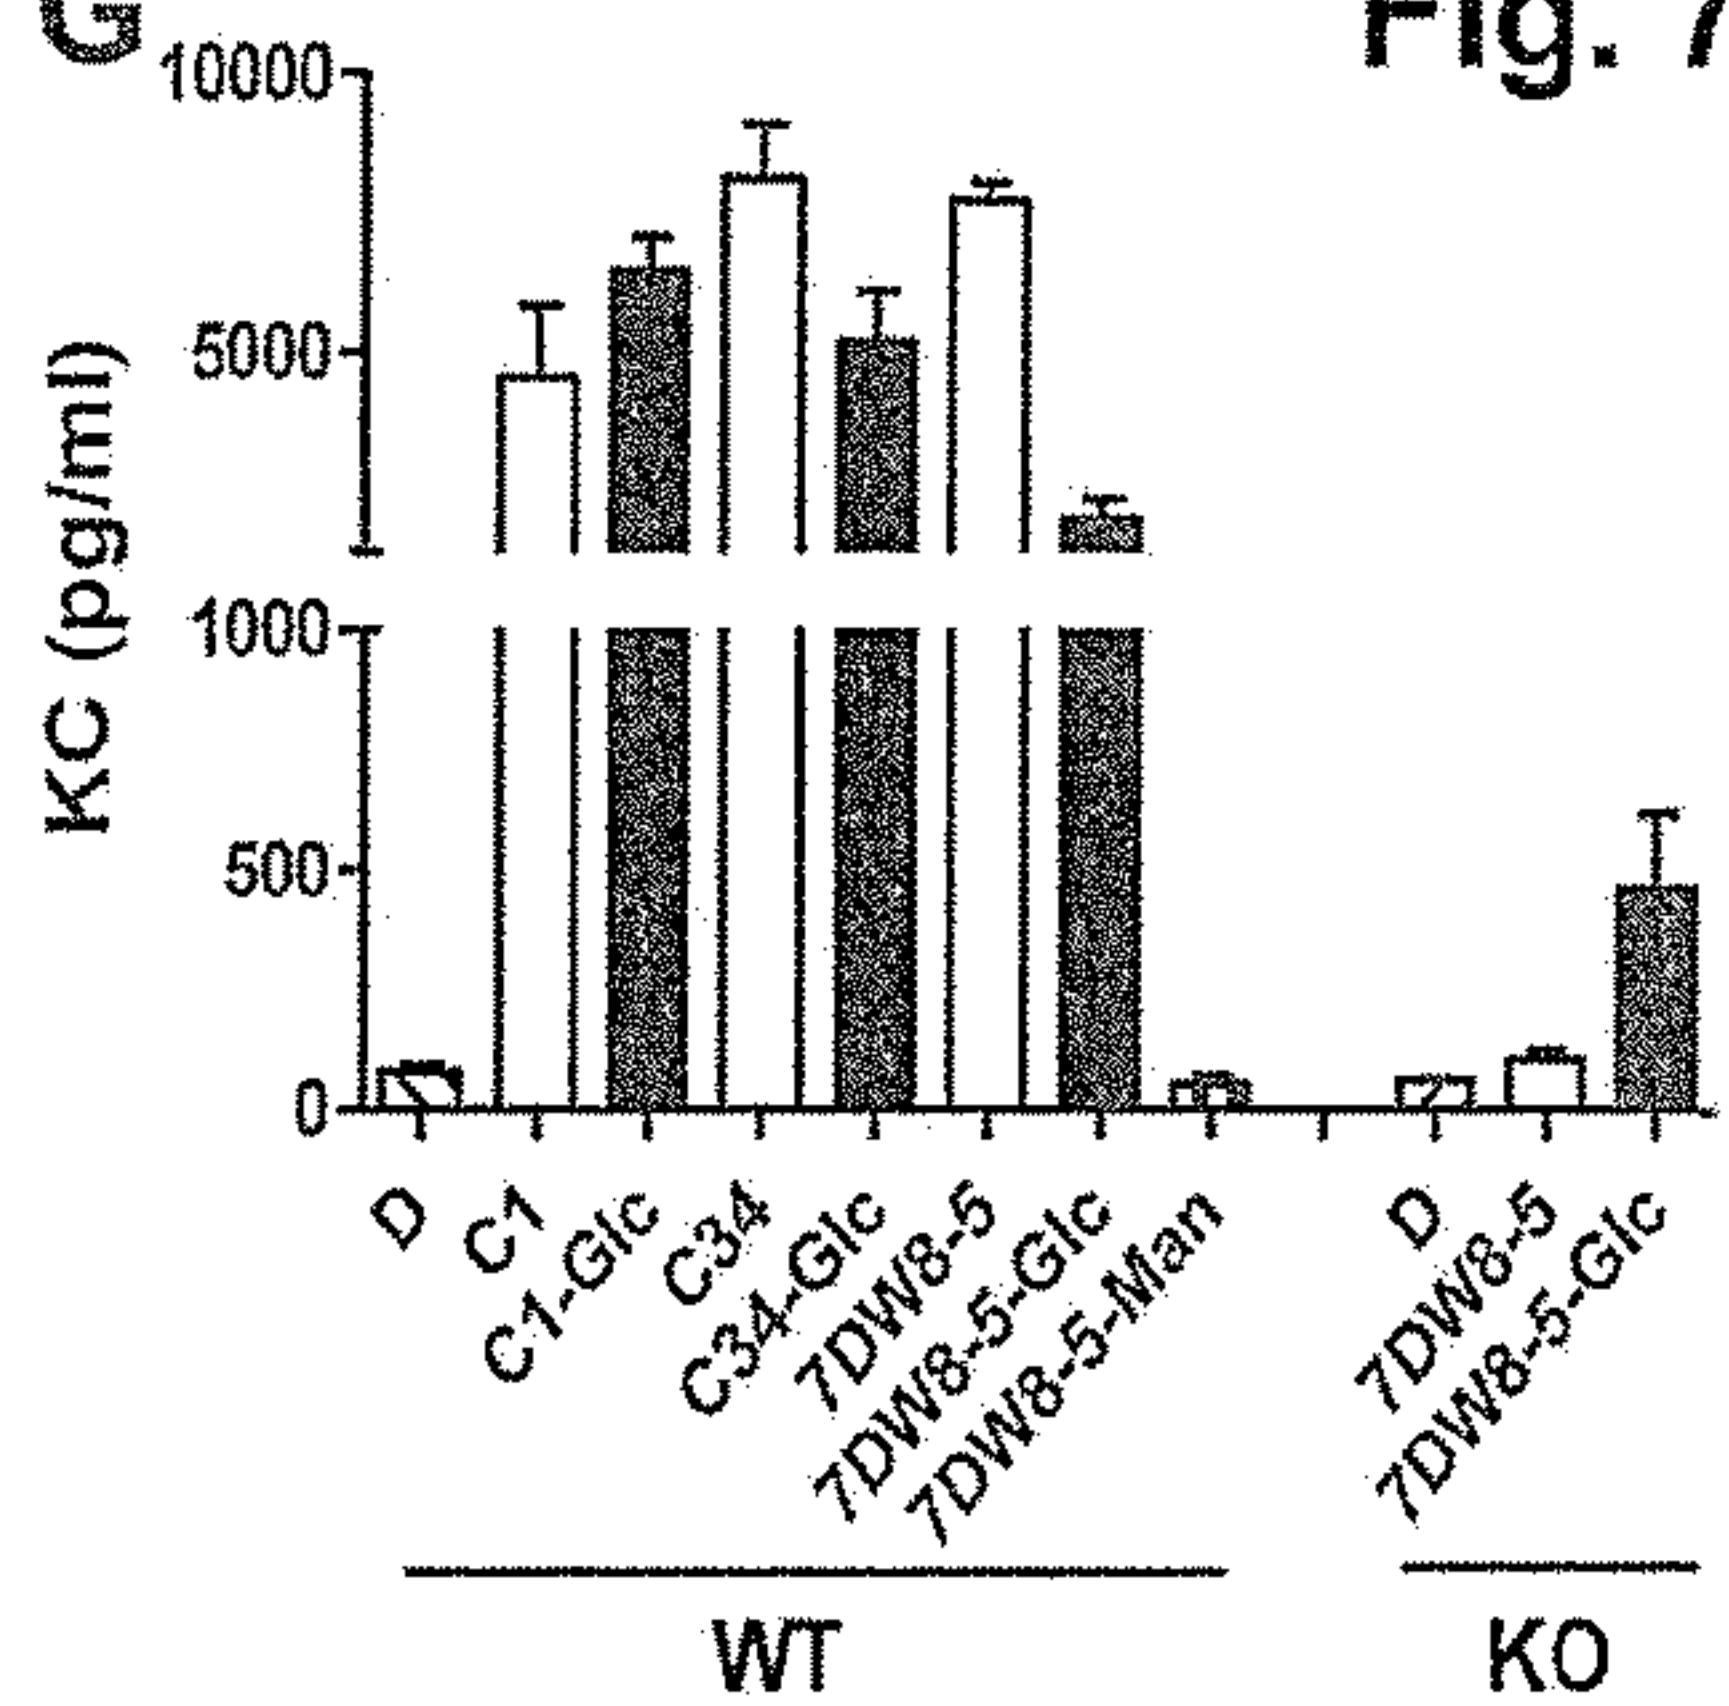 G
Fig. 7
10000
5000
1000
500
0
KC (pg/ml)
D
C1
C1-Glc
C34
C34-Glc
7DW8-5
7DW8-5-Glc
7DW8-5-Man
D
7DW8-5
7DW8-5-Glc
WT
KO